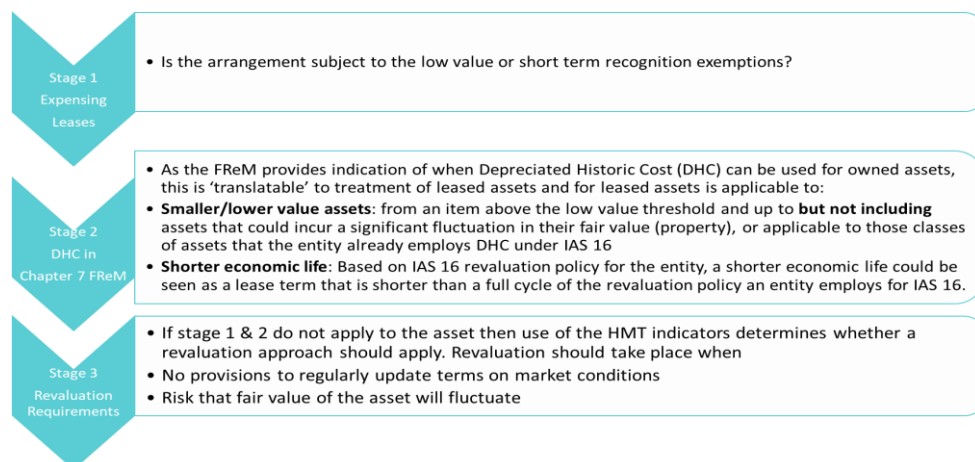 Stage 1
Expensing
Leases
• Is the arrangement subject to the low value or short term recognition exemptions?
Stage 2
DHC in
Chapter 7 FReM
• As the FReM provides indication of when Depreciated Historic Cost (DHC) can be used for owned assets,
this is ‘translatable’ to treatment of leased assets and for leased assets is applicable to:
• Smaller/lower value assets: from an item above the low value threshold and up to but not including
assets that could incur a significant fluctuation in their fair value (property), or applicable to those classes
of assets that the entity already employs DHC under IAS 16
• Shorter economic life: Based on IAS 16 revaluation policy for the entity, a shorter economic life could be
seen as a lease term that is shorter than a full cycle of the revaluation policy an entity employs for IAS 16.
Stage 3
Revaluation
Requirements
• If stage 1 & 2 do not apply to the asset then use of the HMT indicators determines whether a
revaluation approach should apply. Revaluation should take place when
• No provisions to regularly update terms on market conditions
• Risk that fair value of the asset will fluctuate